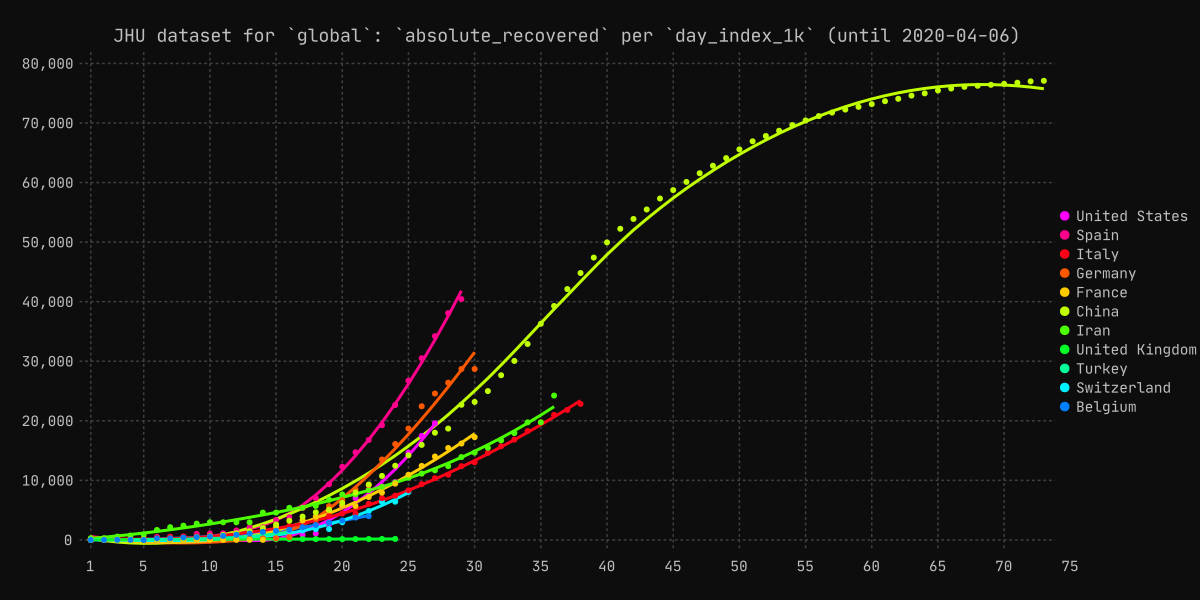 JHU dataset for `global`: `absolute_recovered` per `day_index_1k` (until 2020-04-06)
80,000
70,000
60,000
50,000
40,000
30,000
20,000
10,000
0
1 5 10 15 20 25 30 35 40 45 50 55 60 65 70 75
United States
Spain
Italy
Germany
France
China
Iran
United Kingdom
Turkey
Switzerland
Belgium